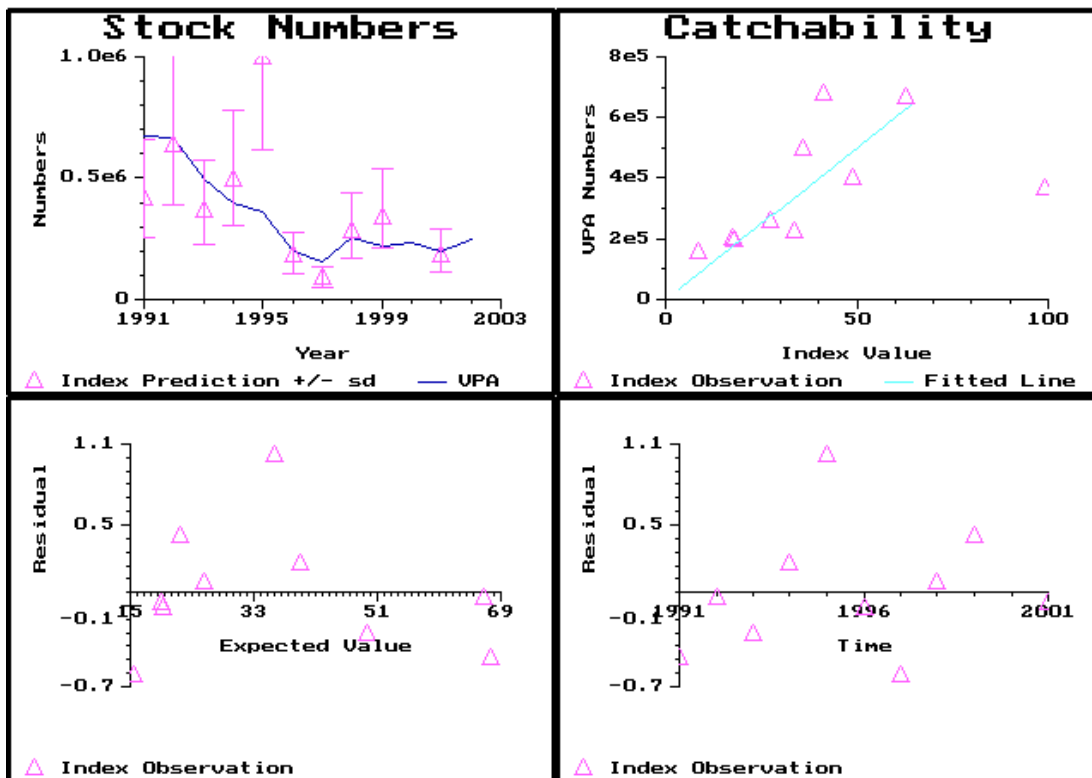 Stock Numbers
1.0e6
0.5e6
0
Numbers
1991 1995 1999 2003
Year
Index Prediction +/- sd VPA
Catchability
8e5
6e5
4e5
2e5
0
VPA Numbers
0 50 100
Index Value
Index Observation Fitted Line
1.1
0.5
-0.1
-0.7
Residual
15 33 51 69
Expected Value
Index Observation
1.1
0.5
-0.1
-0.7
Residual
1991 1996 2001
Time
Index Observation